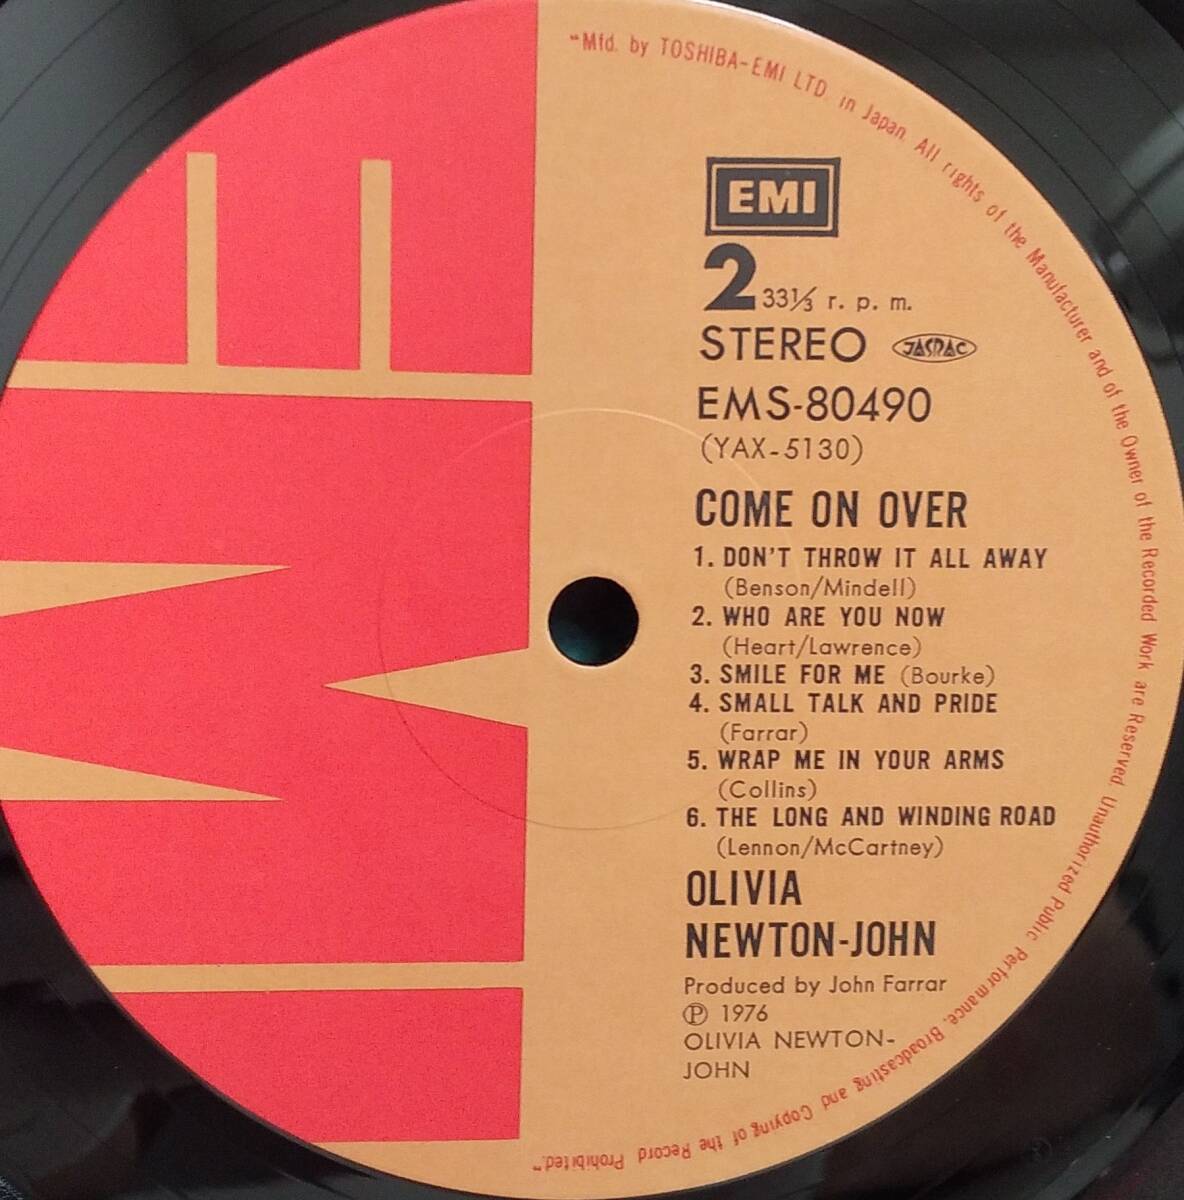 "Mfd. by TOSHIBA-EMI LTD. in Japan. All rights of the Manufacturer and of the Owner of the Recorded Work are Reserved. Unauthorized Public Performance, Broadcasting and Copying of the Record Prohibited."
EMI
2 33⅓ r. p. m.
STEREO JASRAC
EMS-80490
(YAX-5130)
COME ON OVER
1. DON'T THROW IT ALL AWAY
(Benson/Mindell)
2. WHO ARE YOU NOW
(Heart/Lawrence)
3. SMILE FOR ME (Bourke)
4. SMALL TALK AND PRIDE
(Farrar)
5. WRAP ME IN YOUR ARMS
(Collins)
6. THE LONG AND WINDING ROAD
(Lennon/McCartney)
OLIVIA
NEWTON-JOHN
Produced by John Farrar
Ⓟ 1976
OLIVIA NEWTON-
JOHN